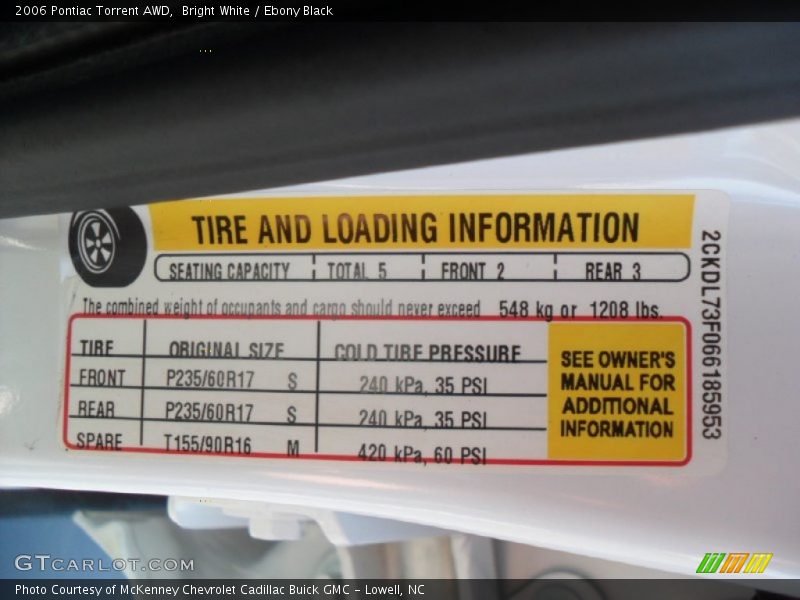 2006 Pontiac Torrent AWD, Bright White / Ebony Black
TIRE AND LOADING INFORMATION
SEATING CAPACITY TOTAL 5 FRONT 2 REAR 3
The combined weight of occupants and cargo should never exceed 548 kg or 1208 lbs.
TIRE ORIGINAL SIZE COLD TIRE PRESSURE
FRONT P235/60R17 S 240 kPa, 35 PSI
REAR P235/60R17 S 240 kPa, 35 PSI
SPARE T155/90R16 M 420 kPa, 60 PSI
SEE OWNER'S
MANUAL FOR
ADDITIONAL
INFORMATION
2CKDL73F066185953
GTCARLOT.COM
Photo Courtesy of McKenney Chevrolet Cadillac Buick GMC - Lowell, NC